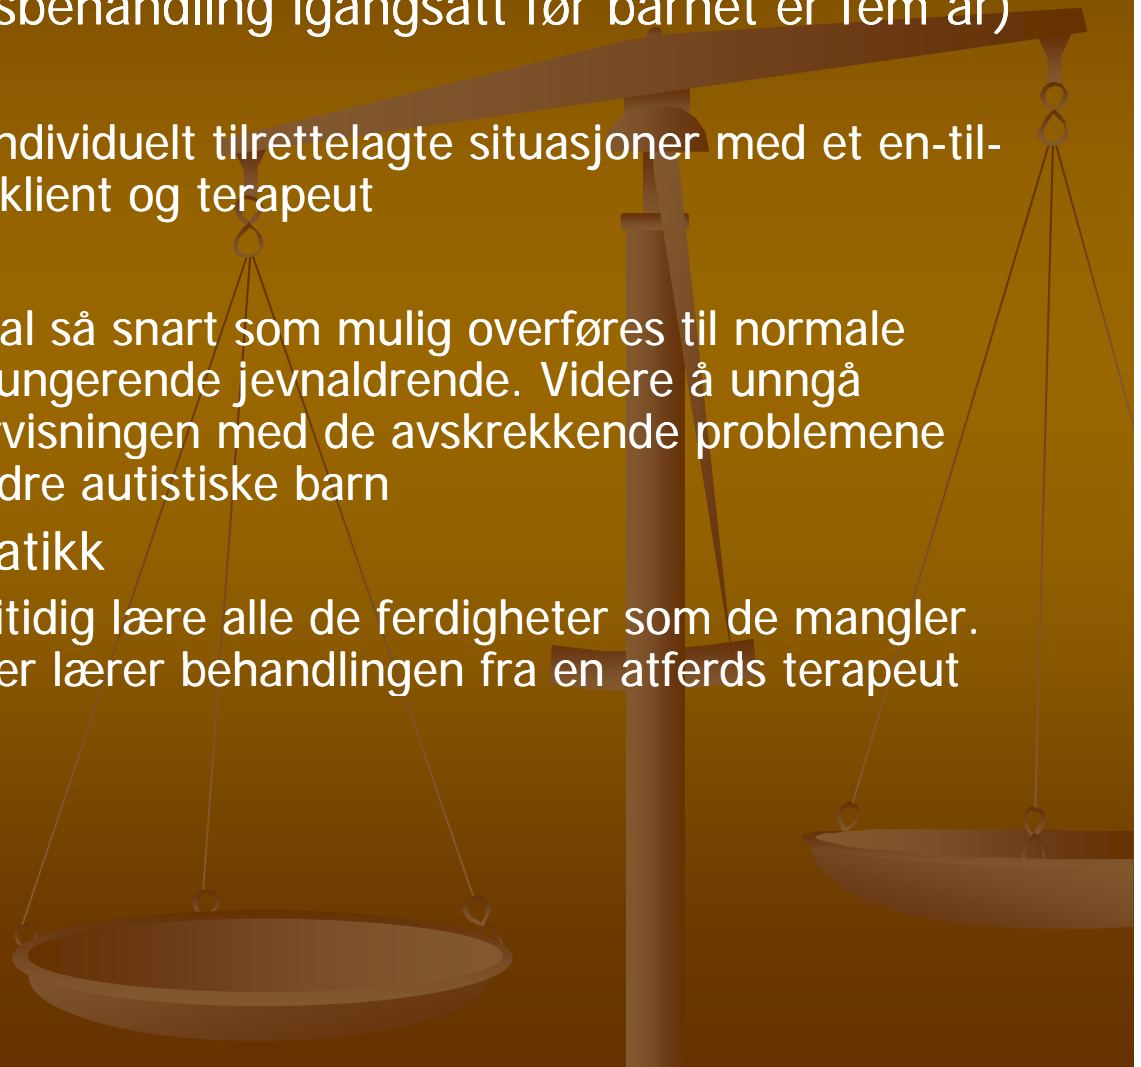 sbehandling igangsatt før barnet er fem år)
ndividuelt tilrettelagte situasjoner med et en-til-
klient og terapeut
al så snart som mulig overføres til normale
ungerende jevnaldrende. Videre å unngå
rvisningen med de avskrekkende problemene
dre autistiske barn
atikk
itidig lære alle de ferdigheter som de mangler.
er lærer behandlingen fra en atferds terapeut